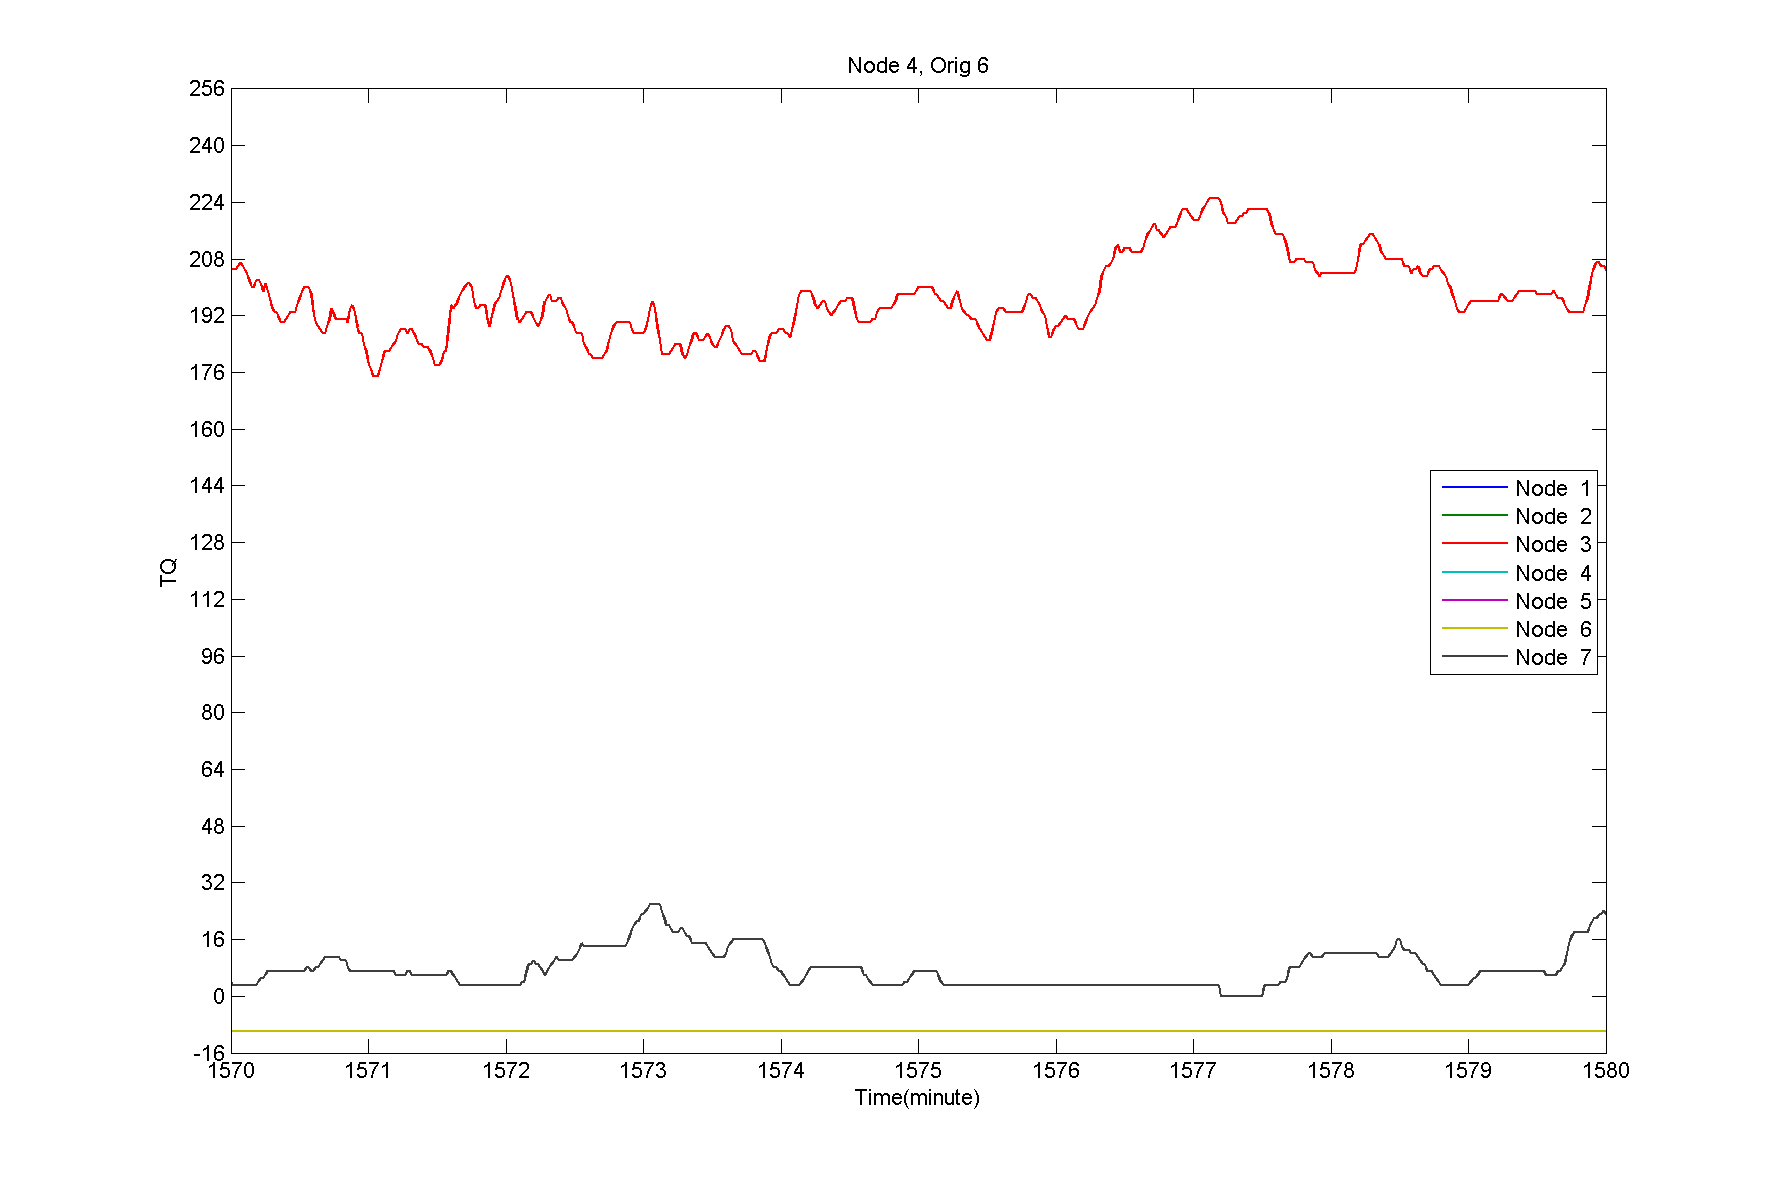 Node 4, Orig 6
256
240
224
208
192
176
160
144
128
112
96
80
64
48
32
16
0
-16
TQ
Node 1
Node 2
Node 3
Node 4
Node 5
Node 6
Node 7
1570 1571 1572 1573 1574 1575 1576 1577 1578 1579 1580
Time(minute)